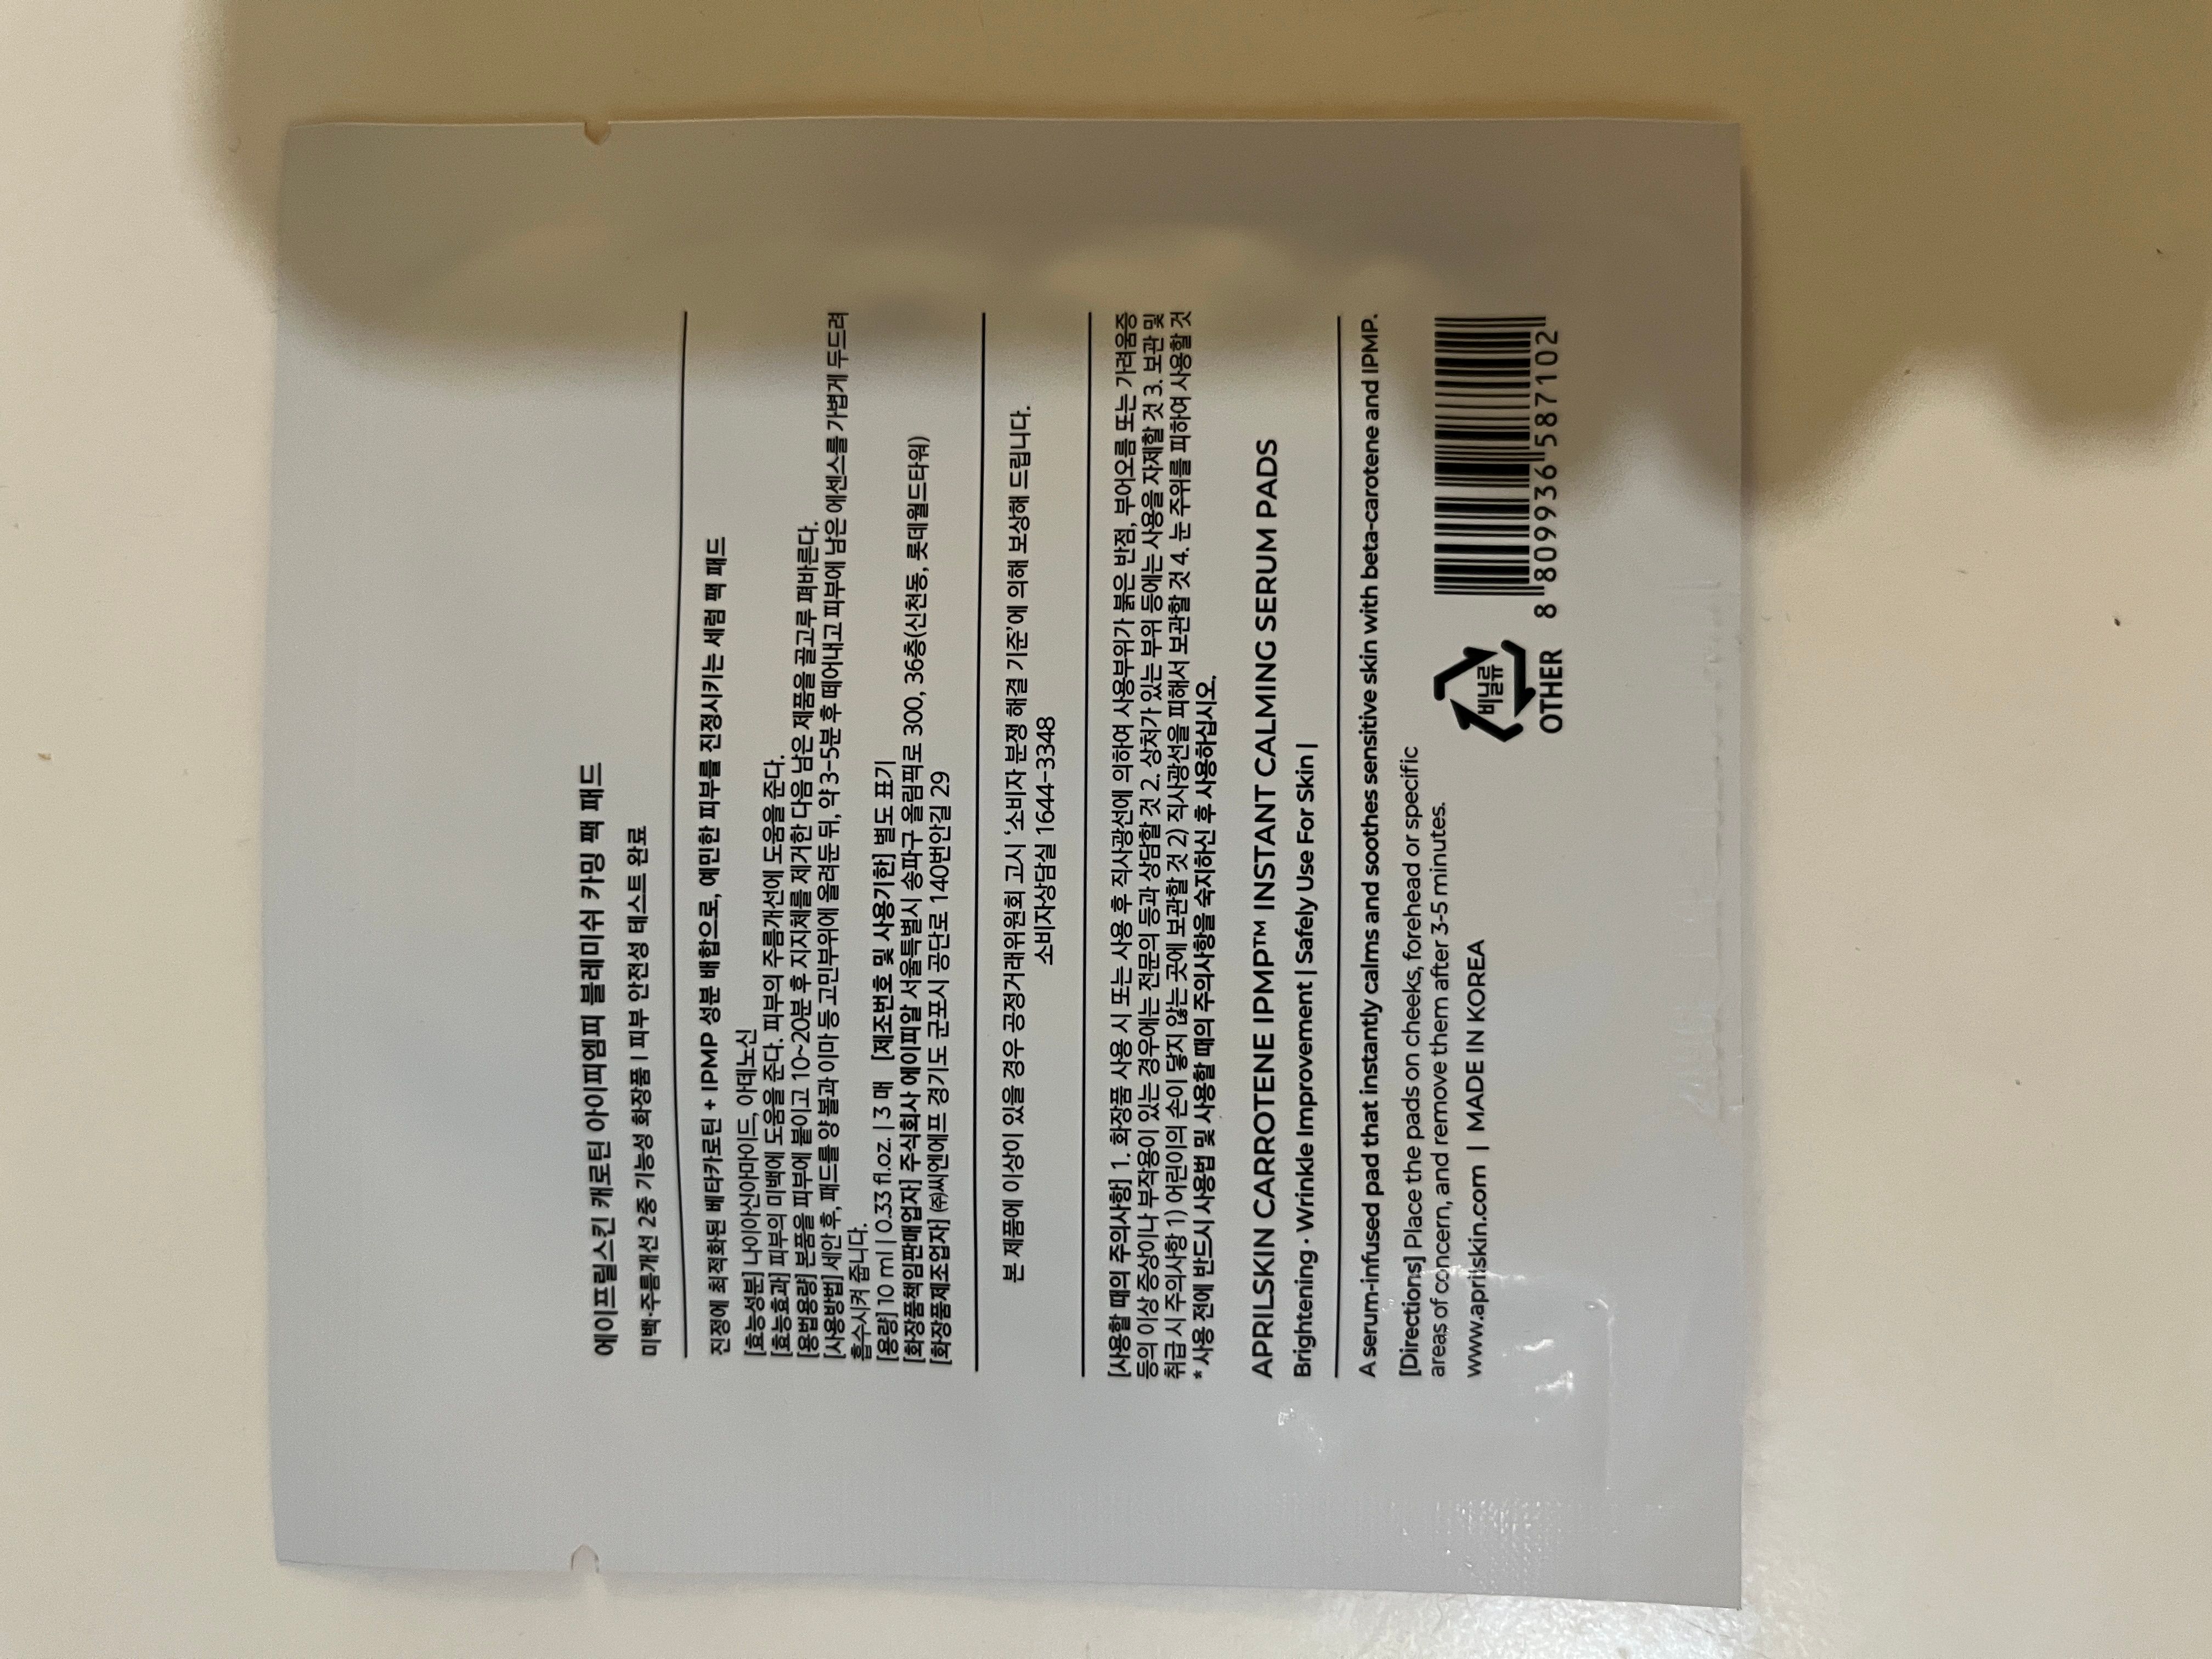 에이프릴스킨 캐로틴 아이피엠피 블레미쉬 카밍 팩 패드
미백·주름개선 2중 기능성 화장품 | 피부 안전성 테스트 완료
진정에 최적화된 베타카로틴 + IPMP 성분 배합으로, 예민한 피부를 진정시키는 세럼 팩 패드
[효능성분] 나이아신아마이드, 아데노신
[효능효과] 피부의 미백에 도움을 준다. 피부의 주름개선에 도움을 준다.
[용법용량] 본품을 피부에 붙이고 10~20분 후 지지체를 제거한 다음 남은 제품을 골고루 펴바른다.
[사용방법] 세안 후, 패드를 양 볼과 이마 등 고민부위에 올려둔 뒤, 약 3-5분 후 떼어내고 피부에 남은 에센스를 가볍게 두드려
흡수시켜 줍니다.
[용량] 10 ml | 0.33 fl.oz. | 3 매 [제조번호 및 사용기한] 별도 표기
[화장품책임판매업자] 주식회사 에이피알 서울특별시 송파구 올림픽로 300, 36층(신천동, 롯데월드타워)
[화장품제조업자] ㈜씨엔에프 경기도 군포시 공단로 140번안길 29
본 제품에 이상이 있을 경우 공정거래위원회 고시 '소비자 분쟁 해결 기준'에 의해 보상해 드립니다.
소비자상담실 1644-3348
[사용할 때의 주의사항] 1. 화장품 사용 시 또는 사용 후 직사광선에 의하여 사용부위가 붉은 반점, 부어오름 또는 가려움증
등의 이상 증상이나 부작용이 있는 경우에는 전문의 등과 상담할 것 2. 상처가 있는 부위 등에는 사용을 자제할 것 3. 보관 및
취급 시 주의사항 1) 어린이의 손이 닿지 않는 곳에 보관할 것 2) 직사광선을 피해서 보관할 것 4. 눈 주위를 피하여 사용할 것
* 사용 전에 반드시 사용법 및 사용할 때의 주의사항을 숙지하신 후 사용하십시오.
APRILSKIN CARROTENE IPMP™ INSTANT CALMING SERUM PADS
Brightening · Wrinkle Improvement | Safely Use For Skin |
A serum-infused pad that instantly calms and soothes sensitive skin with beta-carotene and IPMP.
[Directions] Place the pads on cheeks, forehead or specific
areas of concern, and remove them after 3-5 minutes.
www.aprilskin.com | MADE IN KOREA
비닐류
OTHER
8 809936 587102